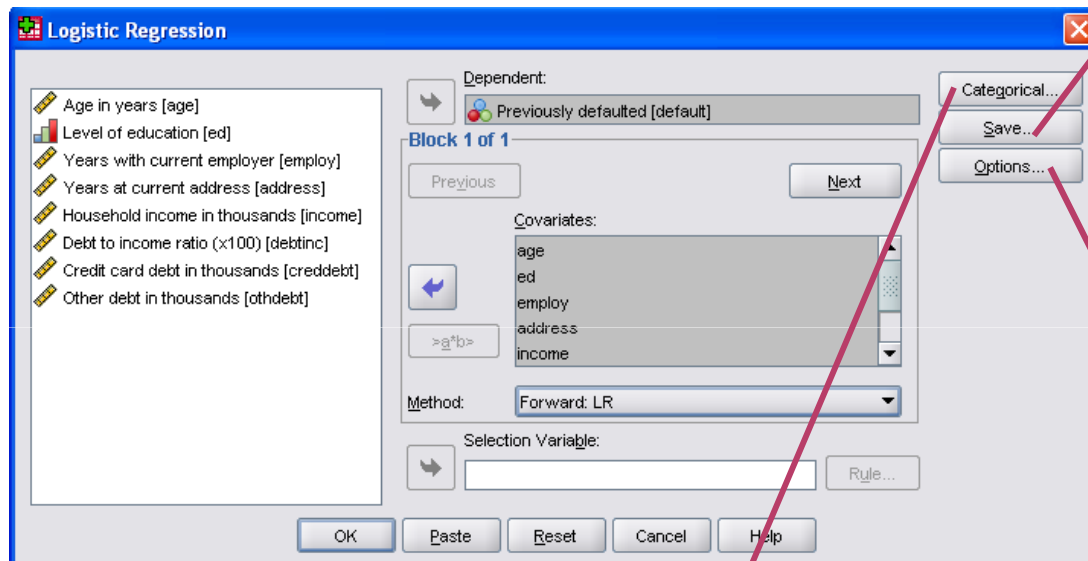 Logistic Regression
Age in years [age]
Level of education [ed]
Years with current employer [employ]
Years at current address [address]
Household income in thousands [income]
Debt to income ratio (x100) [debtinc]
Credit card debt in thousands [creddebt]
Other debt in thousands [othdebt]
Dependent:
Previously defaulted [default]
Block 1 of 1
Previous
Next
Covariates:
age
ed
employ
address
income
>a*b>
Method:
Forward: LR
Selection Variable:
Rule...
Categorical...
Save...
Options...
OK
Paste
Reset
Cancel
Help